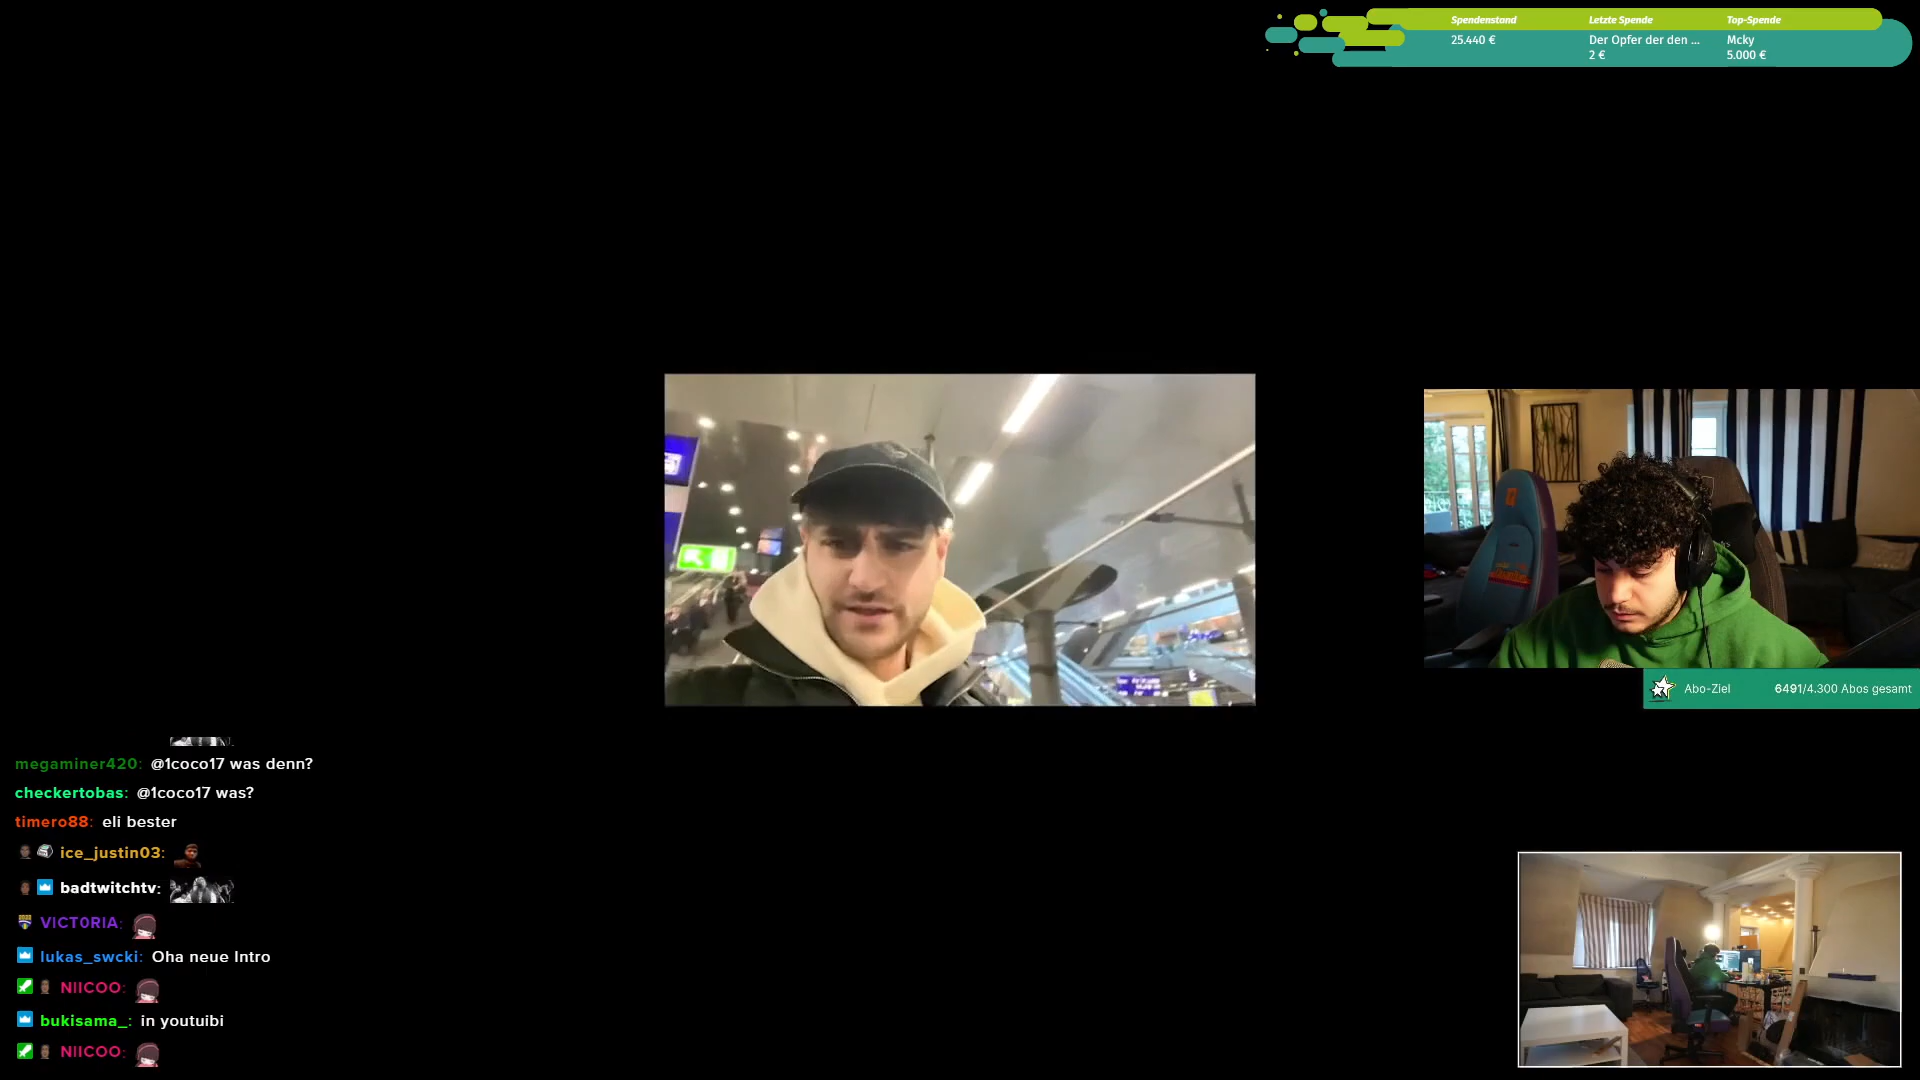 Spendenstand
Letzte Spende
Top-Spende
25.440 €
Der Opfer der den ...
2 €
Mcky
5.000 €
Abo-Ziel
6491/4.300 Abos gesamt
megaminer420: @1coco17 was denn?
checkertobas: @1coco17 was?
timero88: eli bester
ice_justin03:
badtwitchtv:
VICT0RIA:
lukas_swcki: Oha neue Intro
NIICOO:
bukisama_: in youtuibi
NIICOO: